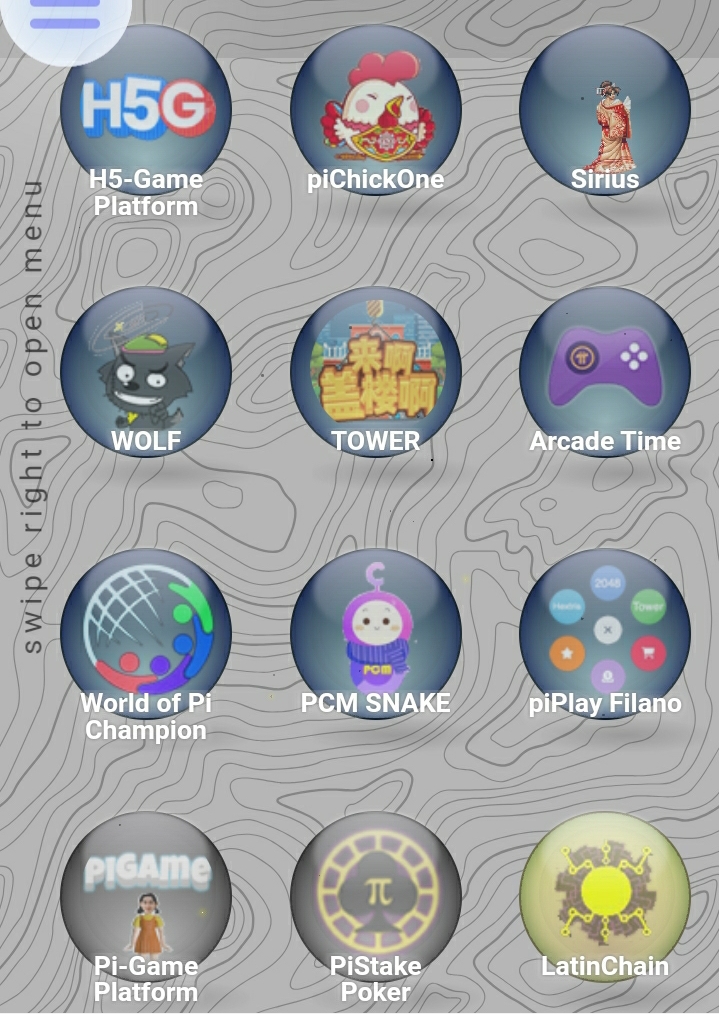 swipe right to open menu
H5G
H5-Game
Platform
piChickOne
Sirius
WOLF
来啊
盖楼啊
TOWER
π
Arcade Time
World of Pi
Champion
PCM
PCM SNAKE
2048
Hextris
Tower
piPlay Filano
PiGAMe
Pi-Game
Platform
π
PiStake
Poker
LatinChain